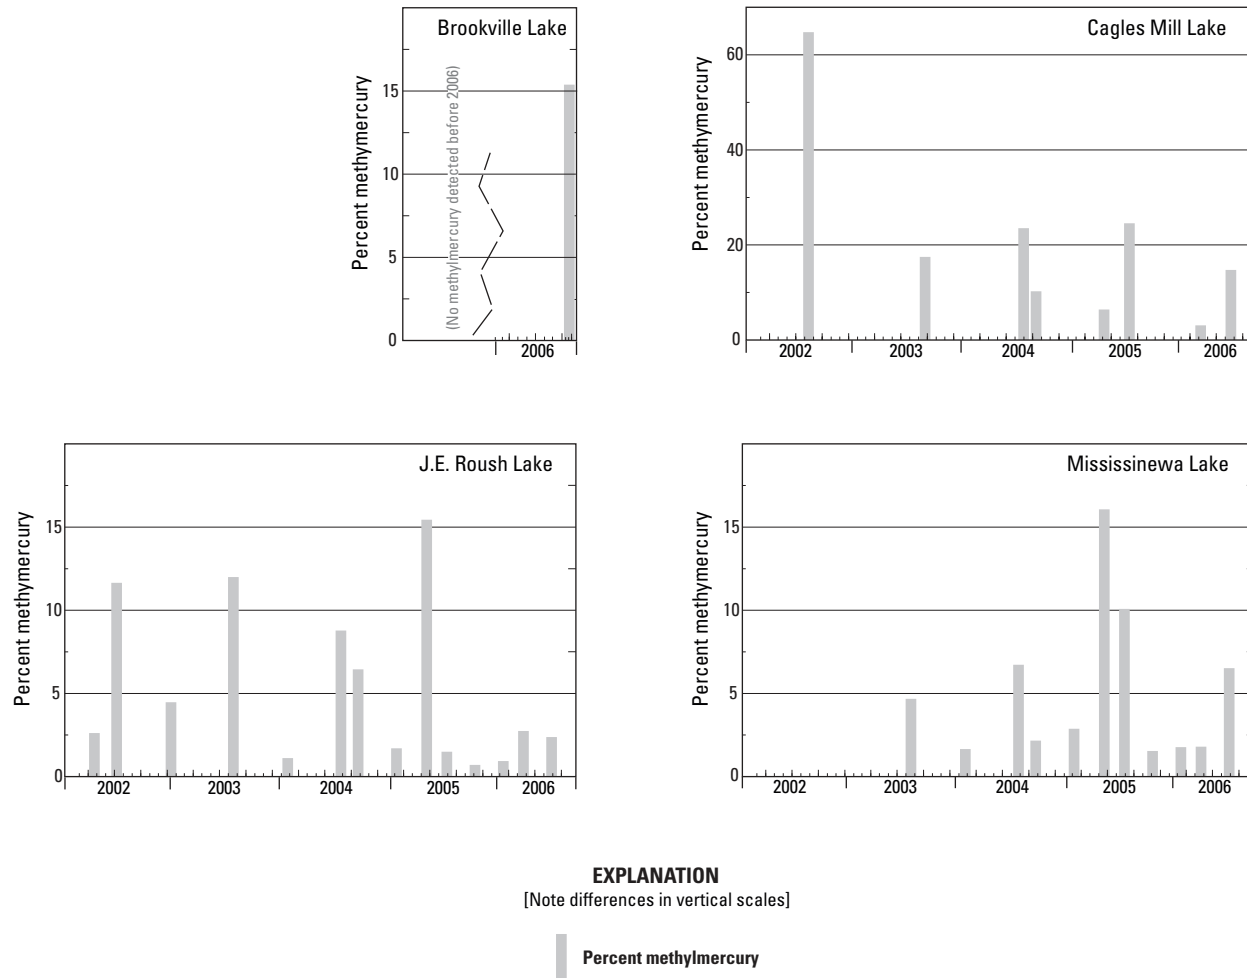 Brookville Lake
Percent methymercury
15
10
5
0
(No methylmercury detected before 2006)
2006
Cagles Mill Lake
Percent methymercury
60
40
20
0
2002 2003 2004 2005 2006
J.E. Roush Lake
Percent methymercury
15
10
5
0
2002 2003 2004 2005 2006
Mississinewa Lake
Percent methymercury
15
10
5
0
2002 2003 2004 2005 2006
EXPLANATION
[Note differences in vertical scales]
Percent methylmercury